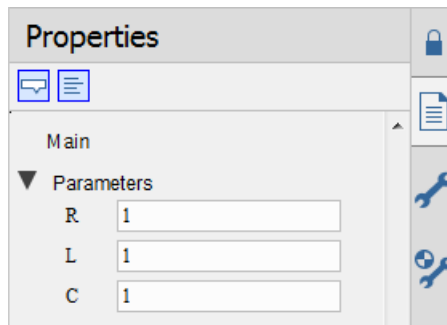 Properties
Main
Parameters
R 1
L 1
C 1